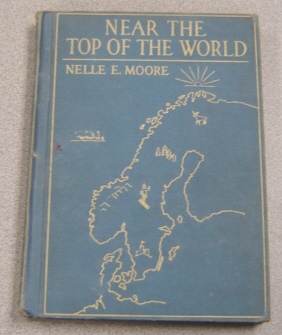 NEAR THE
TOP OF THE WORLD
NELLE E. MOORE